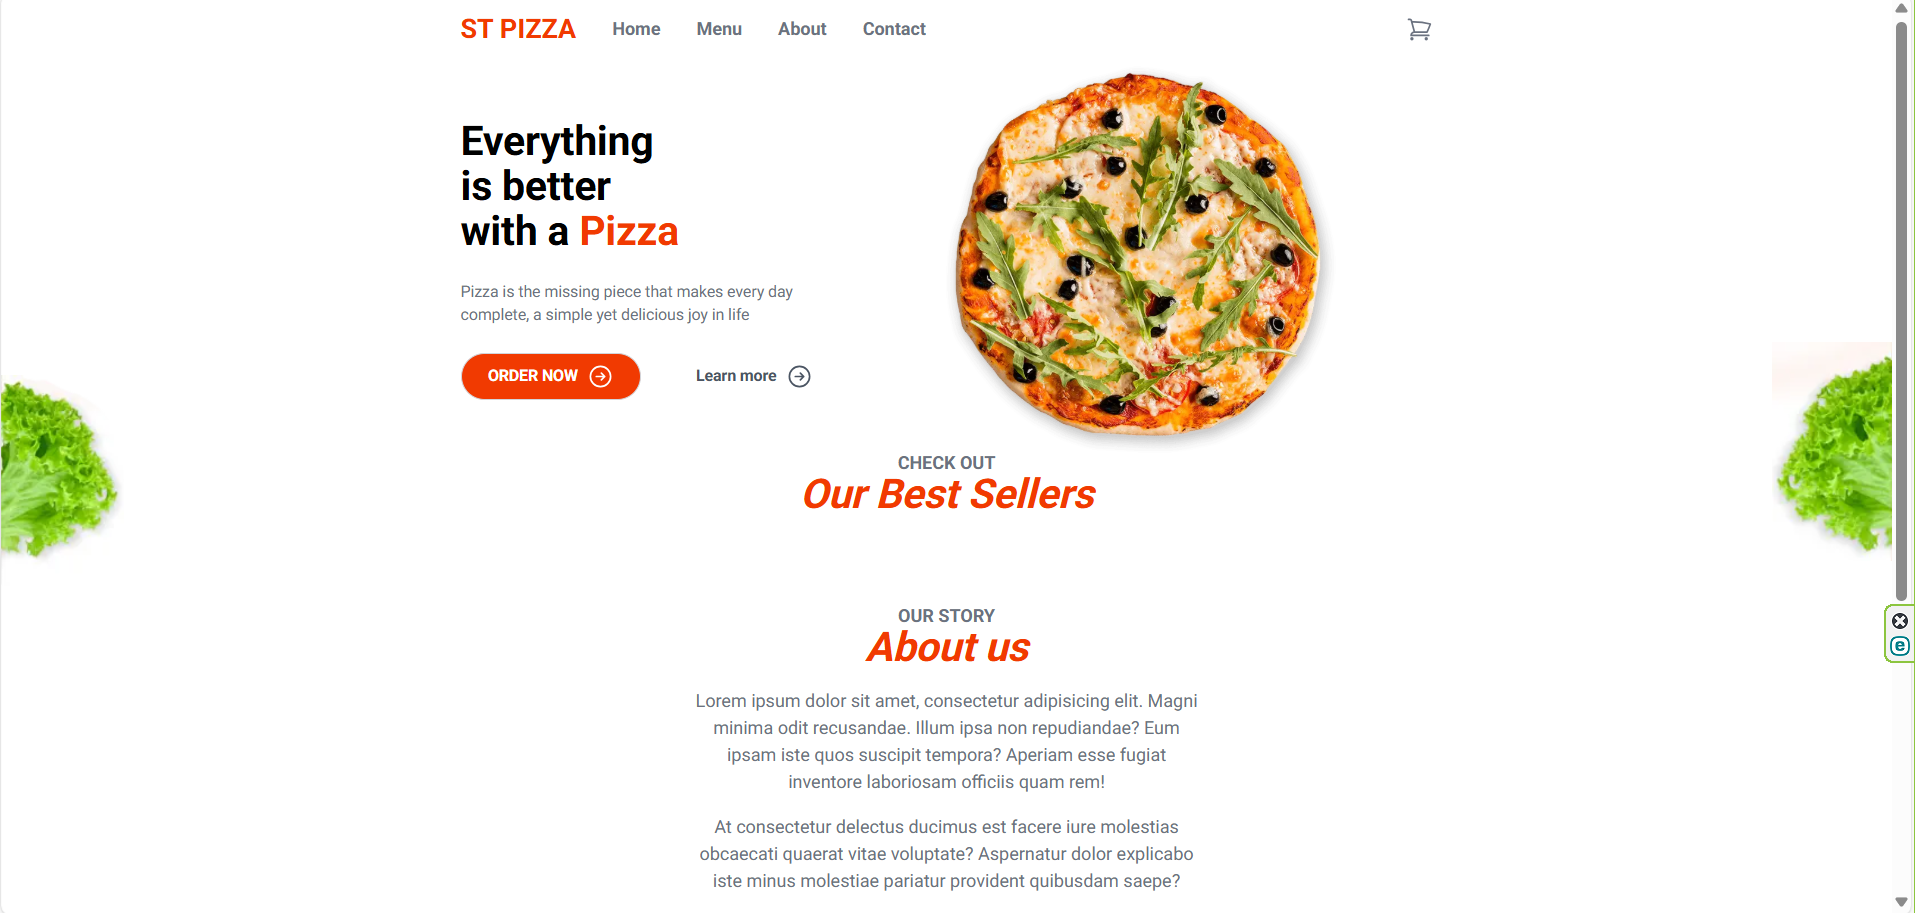 ST PIZZA Home Menu About Contact
Everything
is better
with a Pizza
Pizza is the missing piece that makes every day
complete, a simple yet delicious joy in life
ORDER NOW Learn more
CHECK OUT
Our Best Sellers
OUR STORY
About us
Lorem ipsum dolor sit amet, consectetur adipisicing elit. Magni
minima odit recusandae. Illum ipsa non repudiandae? Eum
ipsam iste quos suscipit tempora? Aperiam esse fugiat
inventore laboriosam officiis quam rem!
At consectetur delectus ducimus est facere iure molestias
obcaecati quaerat vitae voluptate? Aspernatur dolor explicabo
iste minus molestiae pariatur provident quibusdam saepe?
e